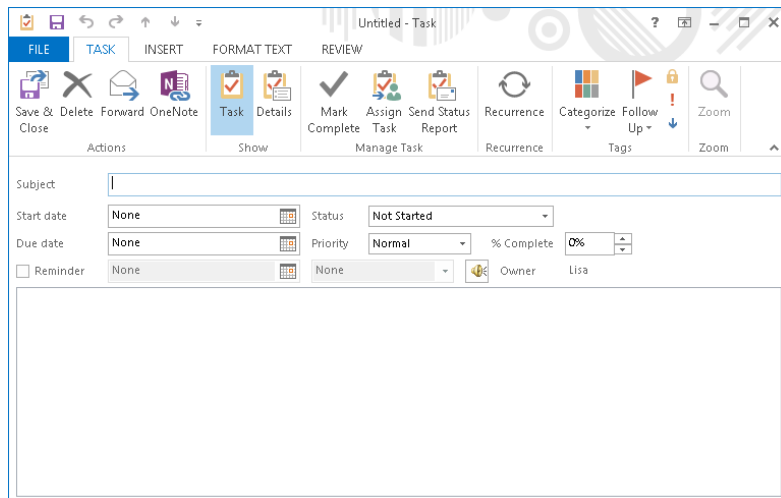 Untitled - Task
?
FILE TASK INSERT FORMAT TEXT REVIEW
Save & Close
Delete
Forward
OneNote
Task
Details
Mark Complete
Assign Task
Send Status Report
Recurrence
Categorize
Follow Up
!
Zoom
Actions Show Manage Task Recurrence Tags Zoom
Subject
Start date None Status Not Started
Due date None Priority Normal % Complete 0%
Reminder None None Owner Lisa